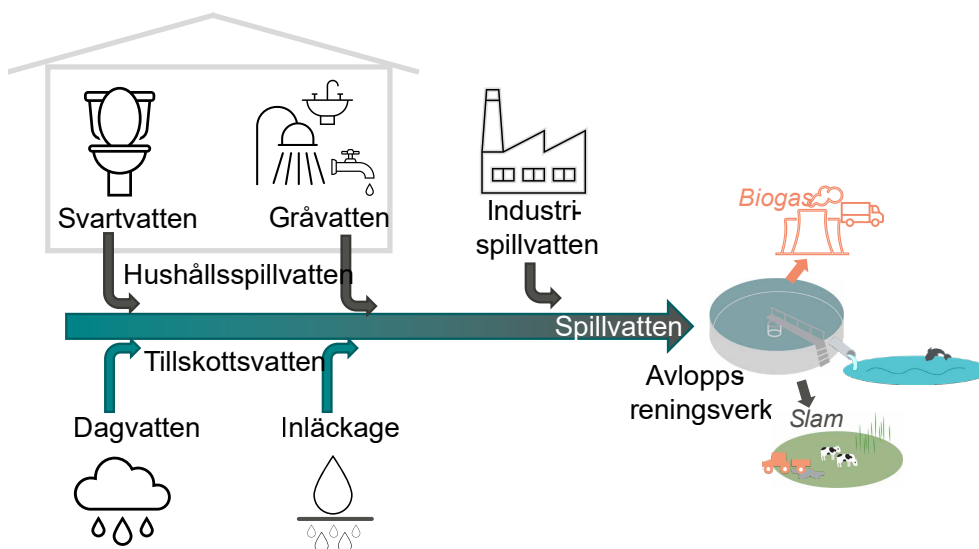 Svartvatten
Gråvatten
Industri-
spillvatten
Biogas
Hushållsspillvatten
Spillvatten
Tillskottsvatten
Avlopps
reningsverk
Slam
Dagvatten
Inläckage